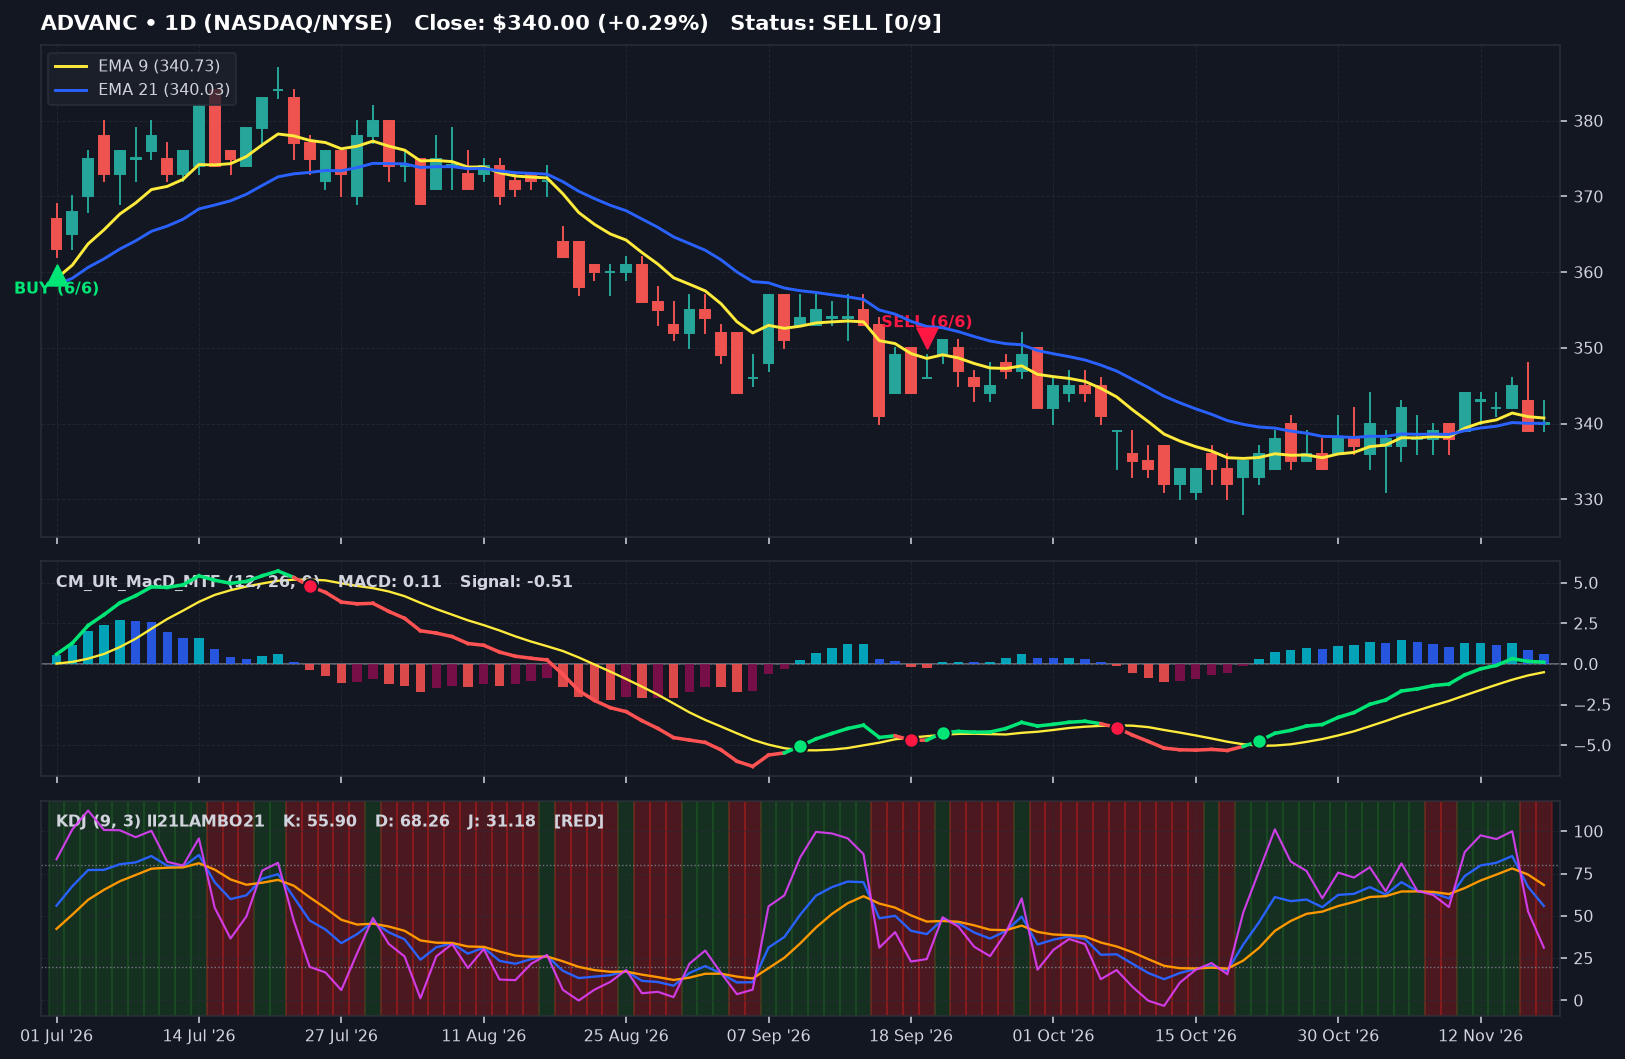 ADVANC • 1D (NASDAQ/NYSE)   Close: $340.00 (+0.29%)   Status: SELL [0/9]
EMA 9 (340.73)
EMA 21 (340.03)
380
370
360
350
340
330
BUY (6/6)
SELL (6/6)
CM_Ult_MacD_MTF (12, 26, 9)   MACD: 0.11   Signal: -0.51
5.0
2.5
0.0
−2.5
−5.0
KDJ (9, 3) II21LAMBO21   K: 55.90   D: 68.26   J: 31.18   [RED]
100
75
50
25
0
01 Jul '26   14 Jul '26   27 Jul '26   11 Aug '26   25 Aug '26   07 Sep '26   18 Sep '26   01 Oct '26   15 Oct '26   30 Oct '26   12 Nov '26